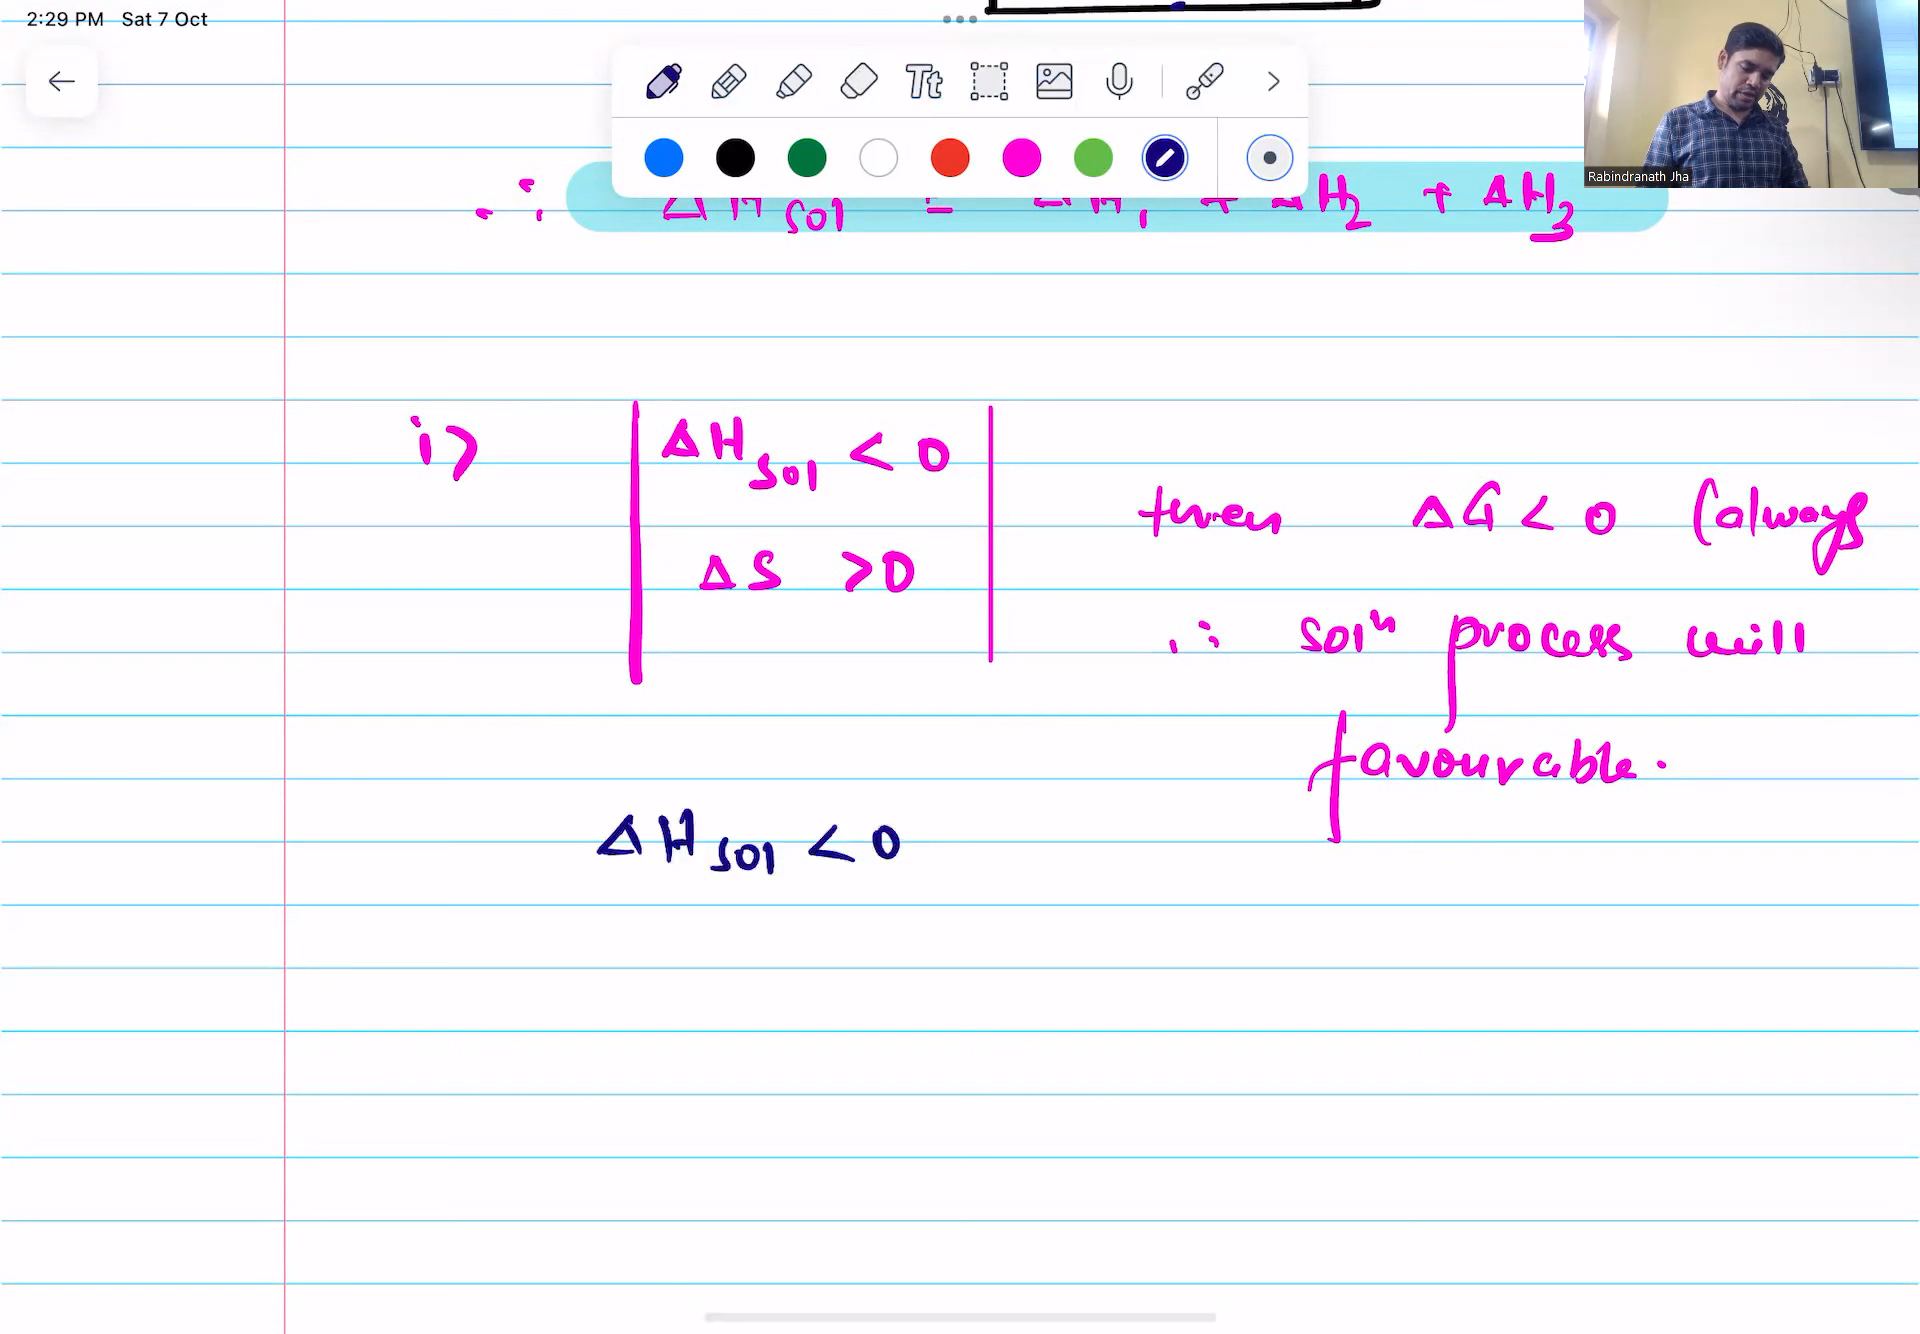 2:29 PM Sat 7 Oct
Tt
Rabindranath Jha
∴ ΔH sol = ΔH1 + ΔH2 + ΔH3
i> ΔH sol < 0
then ΔG < 0 (always
ΔS > 0
∴ solⁿ process will
favourable.
ΔH sol < 0